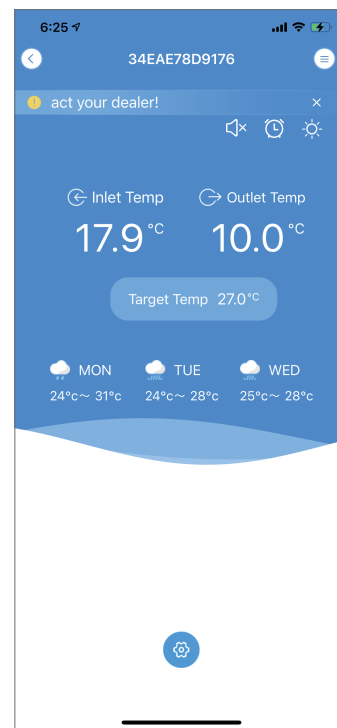 6:25
34EAE78D9176
act your dealer!
Inlet Temp Outlet Temp
17.9°C 10.0°C
Target Temp 27.0°C
MON TUE WED
24°c～ 31°c 24°c～ 28°c 25°c～ 28°c